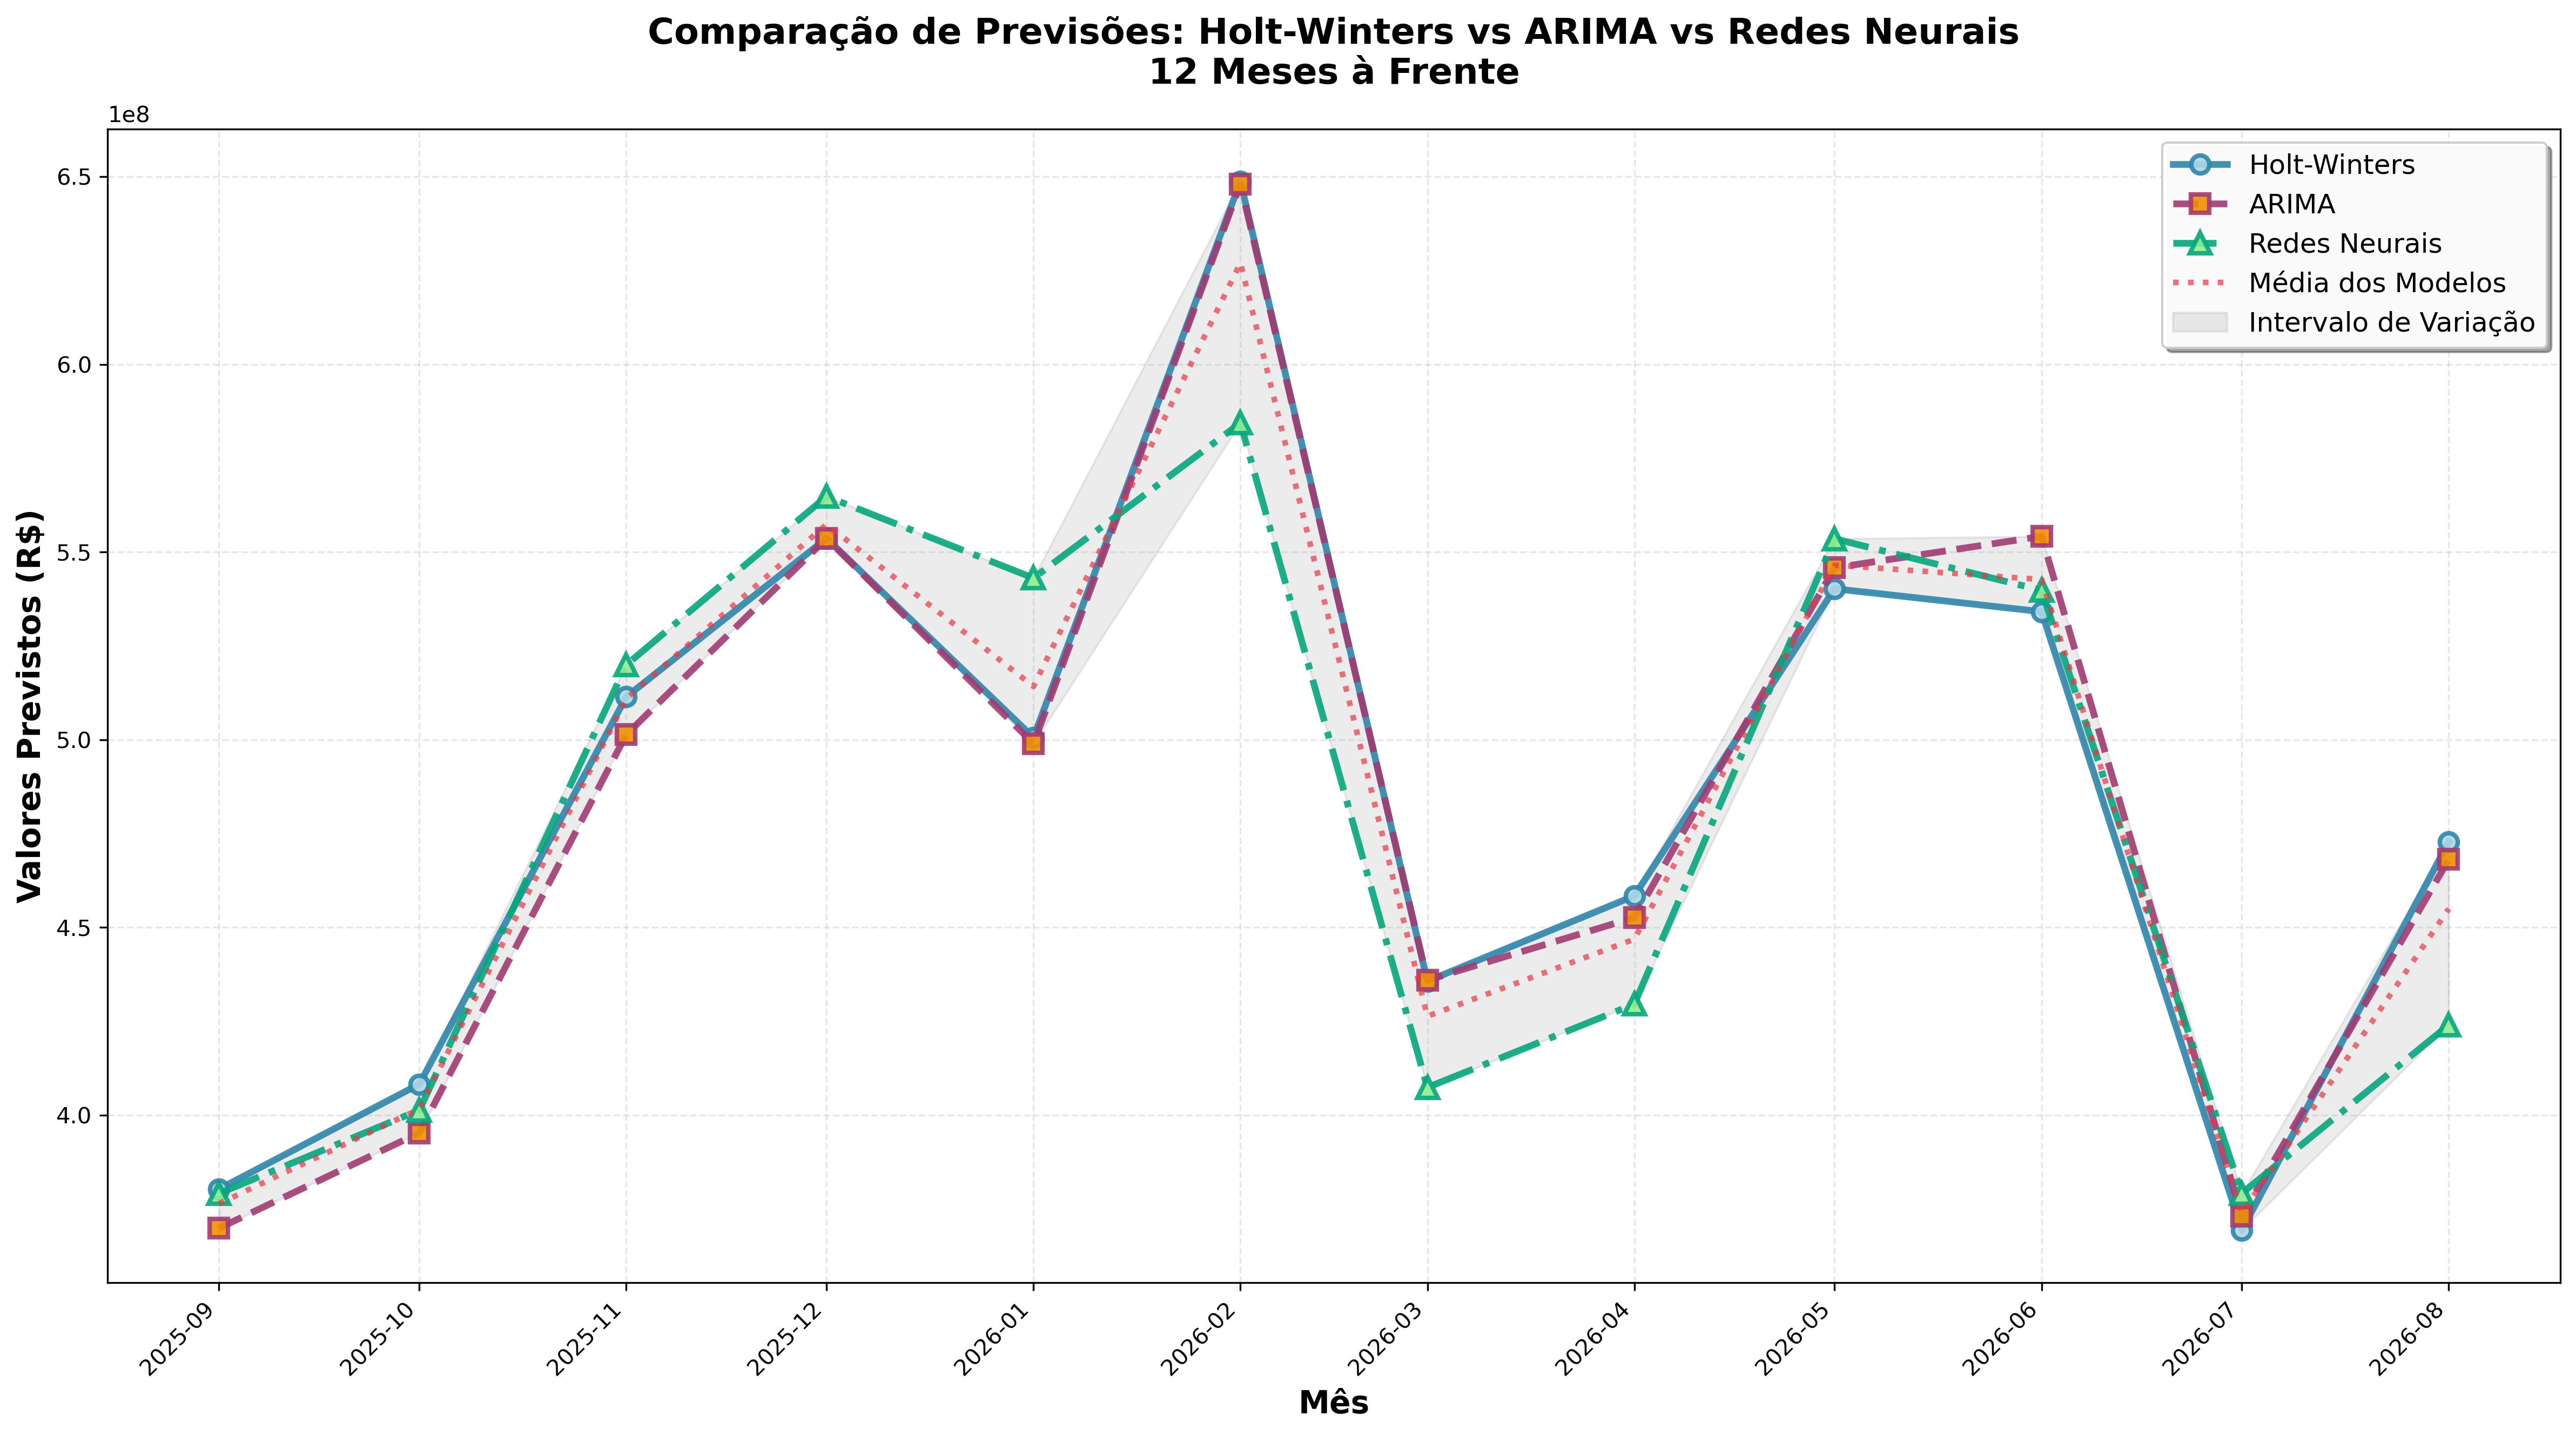 Comparação de Previsões: Holt-Winters vs ARIMA vs Redes Neurais
12 Meses à Frente
1e8
6.5
6.0
5.5
5.0
4.5
4.0
Valores Previstos (R$)
Holt-Winters
ARIMA
Redes Neurais
Média dos Modelos
Intervalo de Variação
2025-09
2025-10
2025-11
2025-12
2026-01
2026-02
2026-03
2026-04
2026-05
2026-06
2026-07
2026-08
Mês